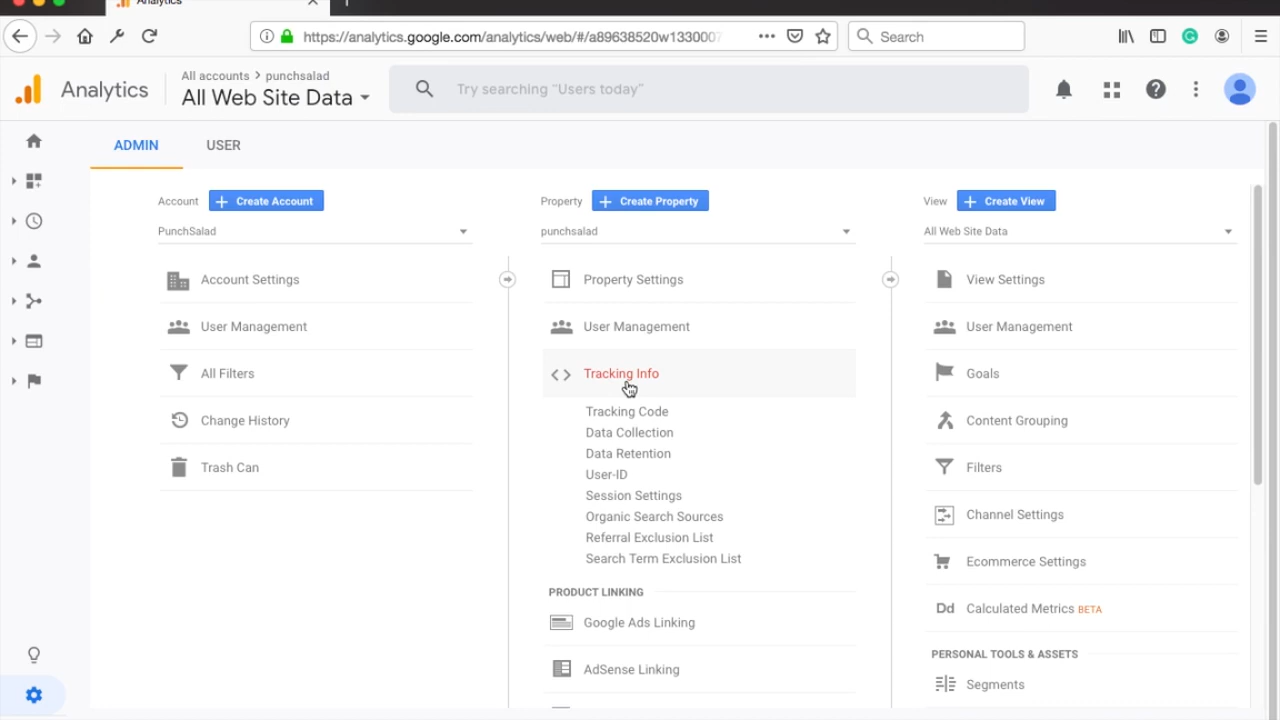 Analytics
https://analytics.google.com/analytics/web/#/a89638520w1330007
Search
Analytics
All accounts > punchsalad
All Web Site Data
Try searching “Users today”
ADMIN
USER
Account
Create Account
PunchSalad
Account Settings
User Management
All Filters
Change History
Trash Can
Property
Create Property
punchsalad
Property Settings
User Management
Tracking Info
Tracking Code
Data Collection
Data Retention
User-ID
Session Settings
Organic Search Sources
Referral Exclusion List
Search Term Exclusion List
PRODUCT LINKING
Google Ads Linking
AdSense Linking
View
Create View
All Web Site Data
View Settings
User Management
Goals
Content Grouping
Filters
Channel Settings
Ecommerce Settings
Dd Calculated Metrics BETA
PERSONAL TOOLS & ASSETS
Segments